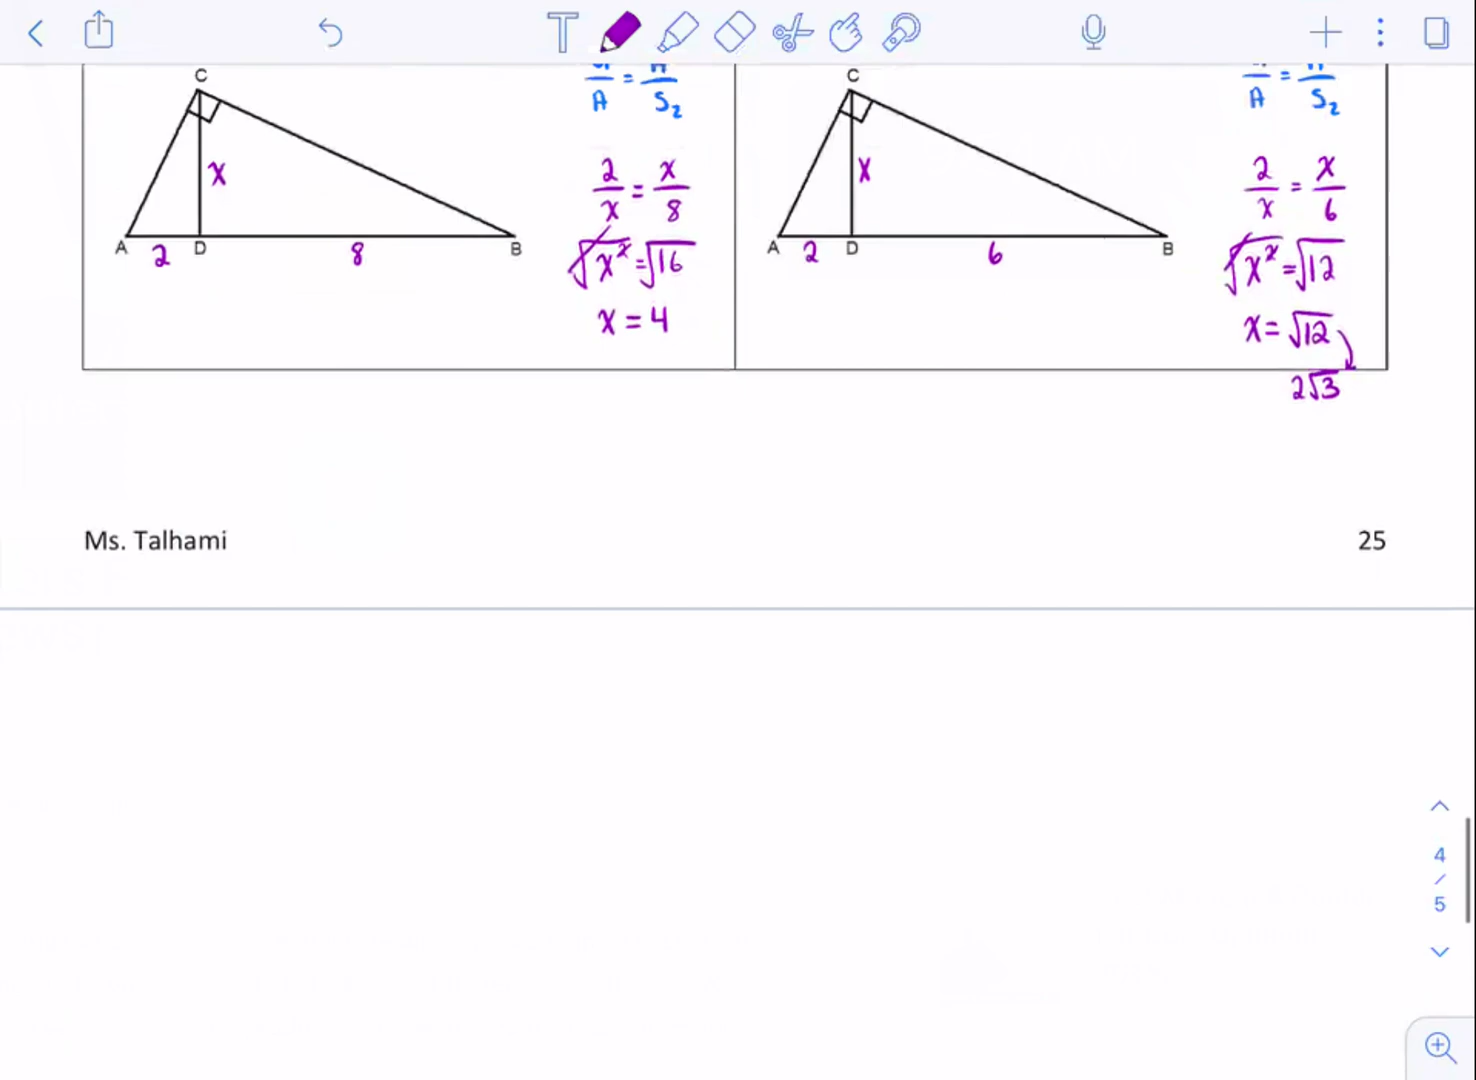 C
A
2
D
8
B
x
A = S₂
2/x = x/8
√x² = √16
x = 4
C
A
2
D
6
B
x
A = S₂
2/x = x/6
√x² = √12
x = √12
2√3
Ms. Talhami
25
4
/
5